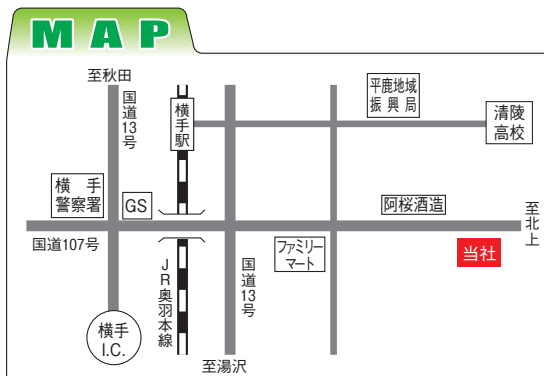 MAP
至秋田
国道13号
横手駅
平鹿地域
振興局
清陵
高校
横手
警察署
GS
阿桜酒造
至北上
国道107号
ファミリー
マート
当社
JR奥羽本線
国道13号
横手
I.C.
至湯沢